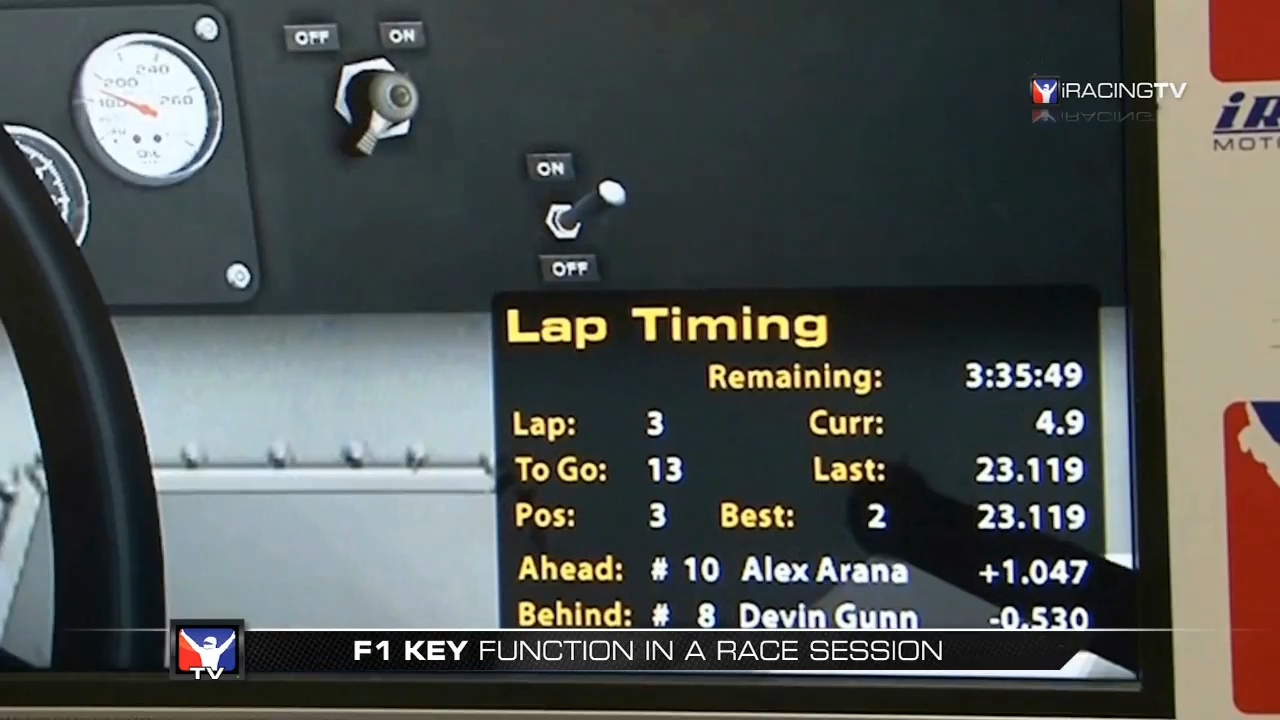 OFF
ON
240
200
180
260
OIL
iRACINGTV
ON
OFF
Lap Timing
Remaining: 3:35:49
Lap: 3 Curr: 4.9
To Go: 13 Last: 23.119
Pos: 3 Best: 2 23.119
Ahead: # 10 Alex Arana +1.047
Behind: # 8 Devin Gunn -0.530
TV
F1 KEY FUNCTION IN A RACE SESSION